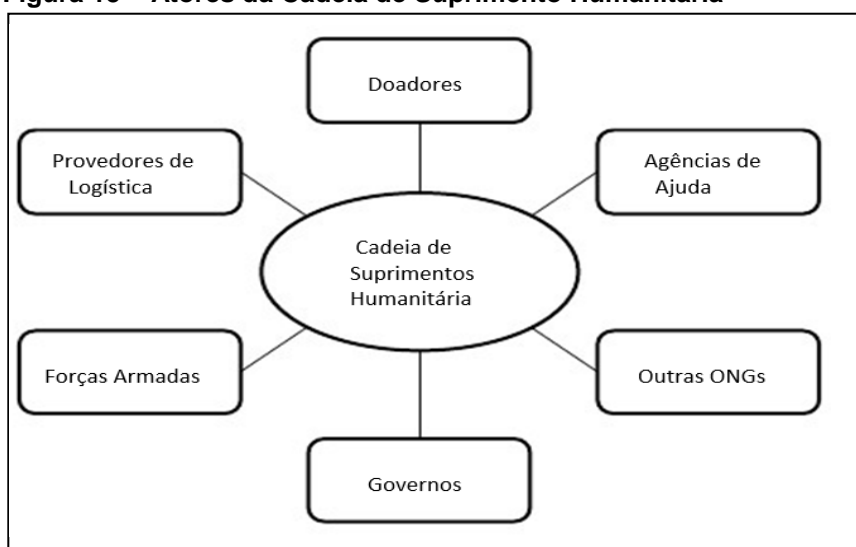 Doadores
Provedores de
Logística
Agências de
Ajuda
Cadeia de
Suprimentos
Humanitária
Forças Armadas
Outras ONGs
Governos